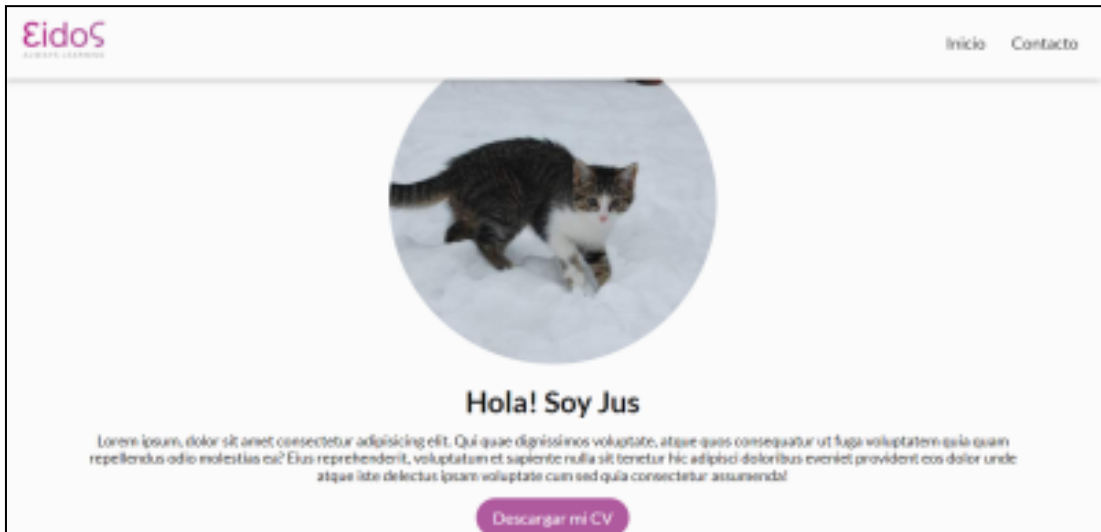 Eidos
ALWAYS LEARNING
Inicio Contacto
Hola! Soy Jus
Lorem ipsum, dolor sit amet consectetur adipisicing elit. Qui quae dignissimos voluptate, atque quos consequatur ut fuga voluptatem quia quam
repellendus odio molestias ea? Eius reprehenderit, voluptatum et sapiente nulla sit tenetur hic adipisci doloribus eveniet provident eos dolor unde
atque iste delectus ipsam voluptate cum sed quia consectetur assumenda!
Descargar mi CV